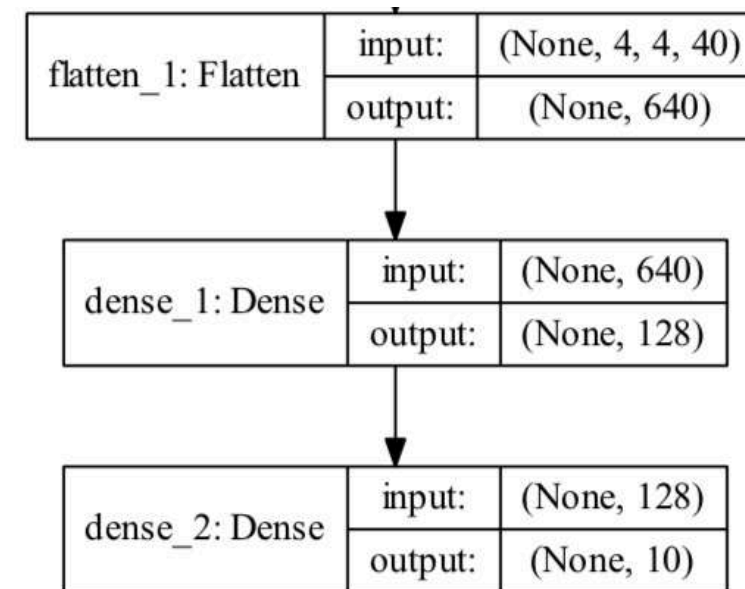 flatten_1: Flatten
input:
(None, 4, 4, 40)
output:
(None, 640)
dense_1: Dense
input:
(None, 640)
output:
(None, 128)
dense_2: Dense
input:
(None, 128)
output:
(None, 10)